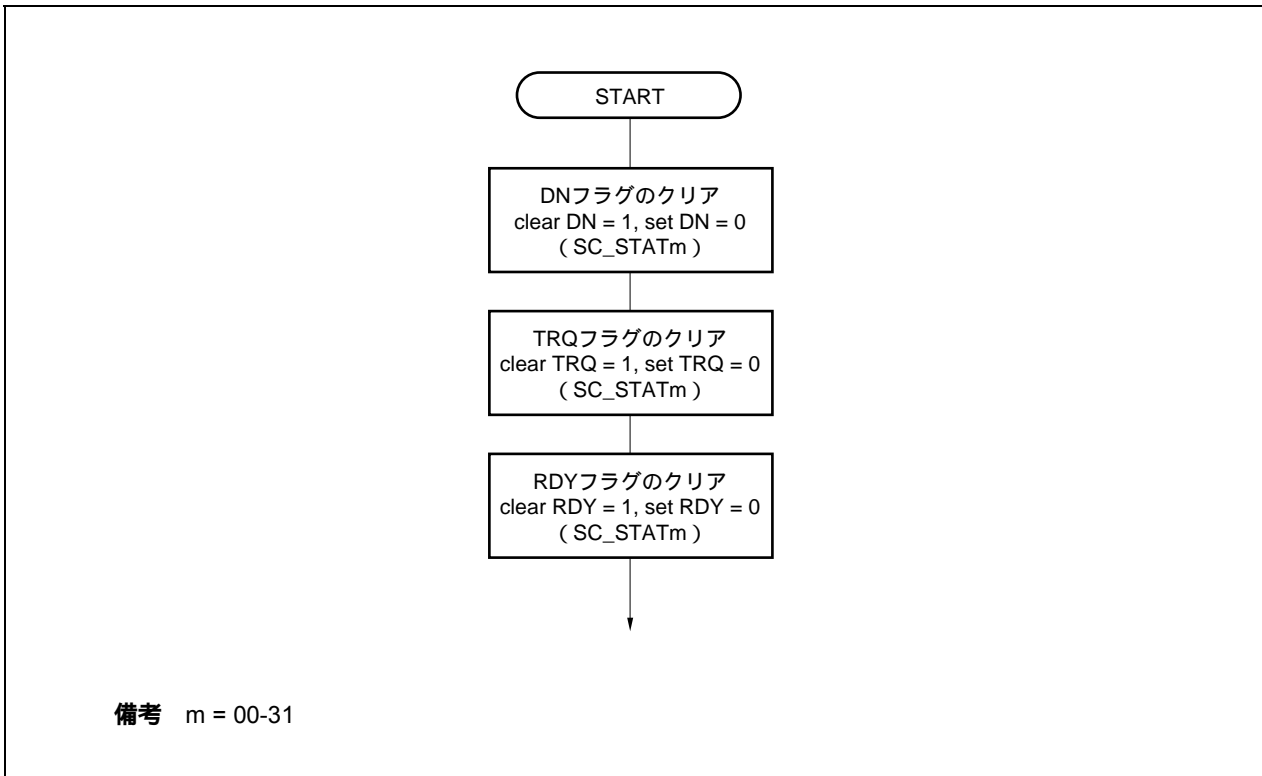 START
DNフラグのクリア
clear DN = 1, set DN = 0
( SC_STATm )
TRQフラグのクリア
clear TRQ = 1, set TRQ = 0
( SC_STATm )
RDYフラグのクリア
clear RDY = 1, set RDY = 0
( SC_STATm )
備考 m = 00-31